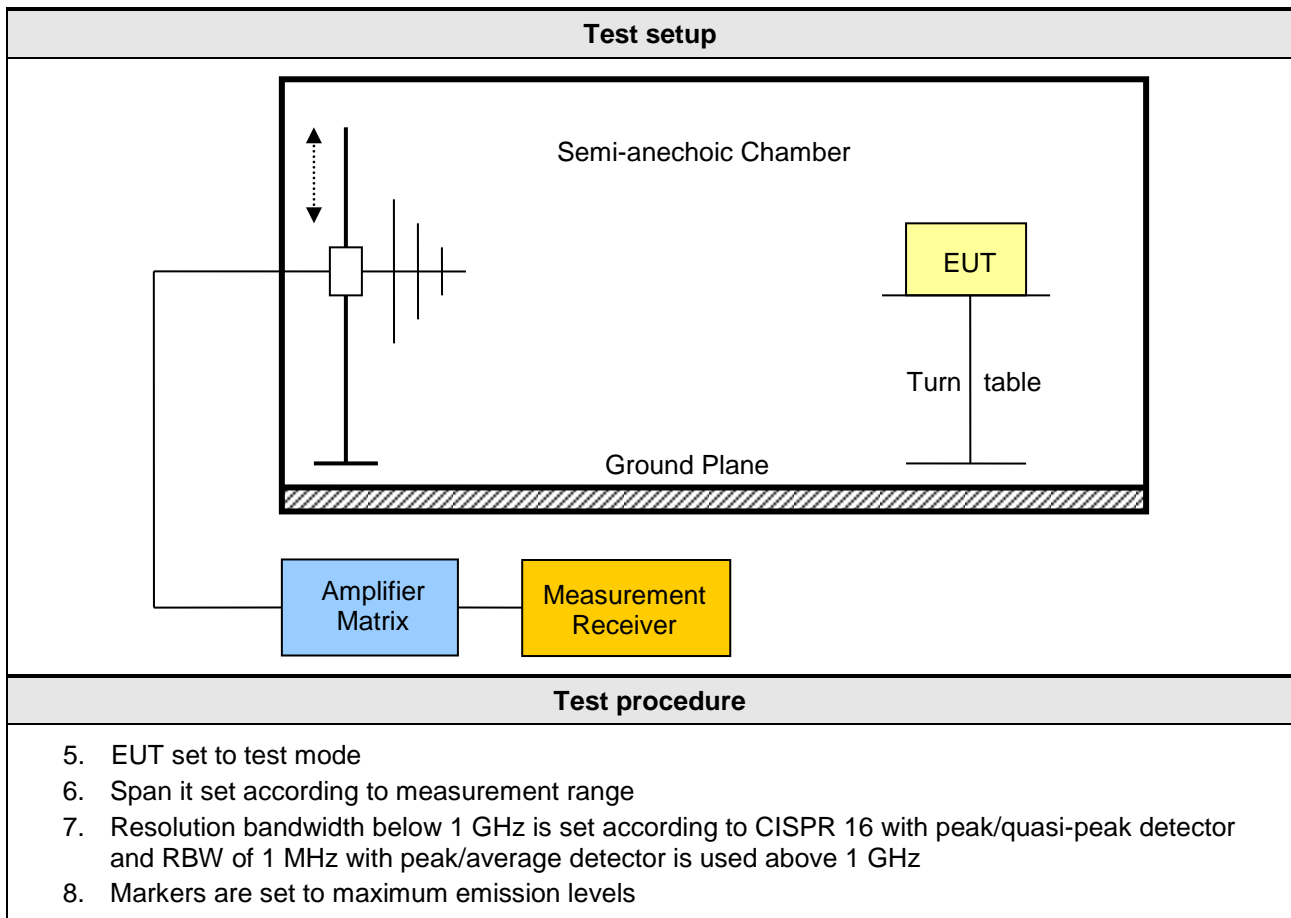 Test setup
Semi-anechoic Chamber
EUT
Turn table
Ground Plane
Amplifier
Matrix
Measurement
Receiver
Test procedure
5. EUT set to test mode
6. Span it set according to measurement range
7. Resolution bandwidth below 1 GHz is set according to CISPR 16 with peak/quasi-peak detector
and RBW of 1 MHz with peak/average detector is used above 1 GHz
8. Markers are set to maximum emission levels